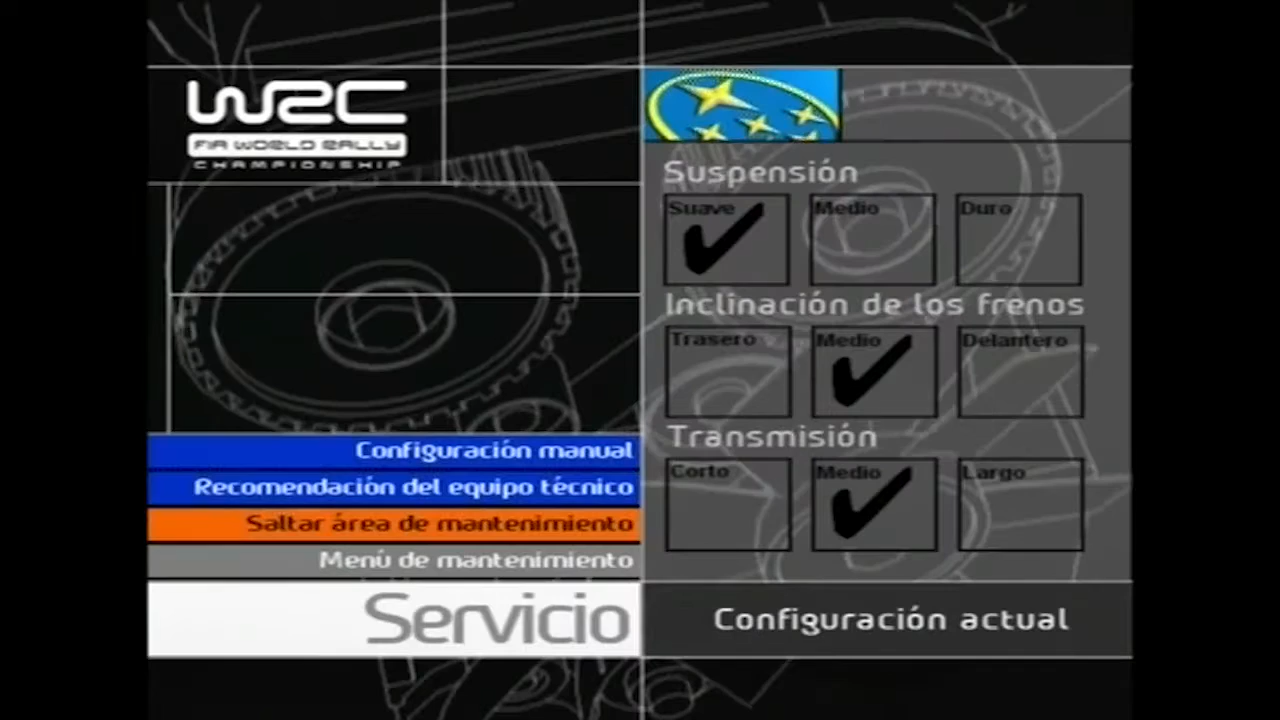 WRC
FIA WORLD RALLY
CHAMPIONSHIP
Configuración manual
Recomendación del equipo técnico
Saltar área de mantenimiento
Menú de mantenimiento
Servicio
Suspensión
Suave Medio Duro
Inclinación de los frenos
Trasero Medio Delantero
Transmisión
Corto Medio Largo
Configuración actual